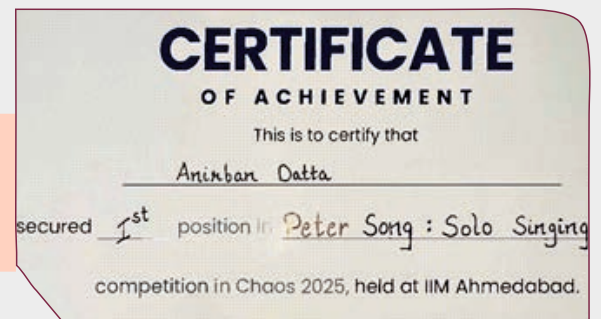 CERTIFICATE
OF ACHIEVEMENT
This is to certify that
Anirban Datta
secured Ist position in Peter Song : Solo Singing
competition in Chaos 2025, held at IIM Ahmedabad.